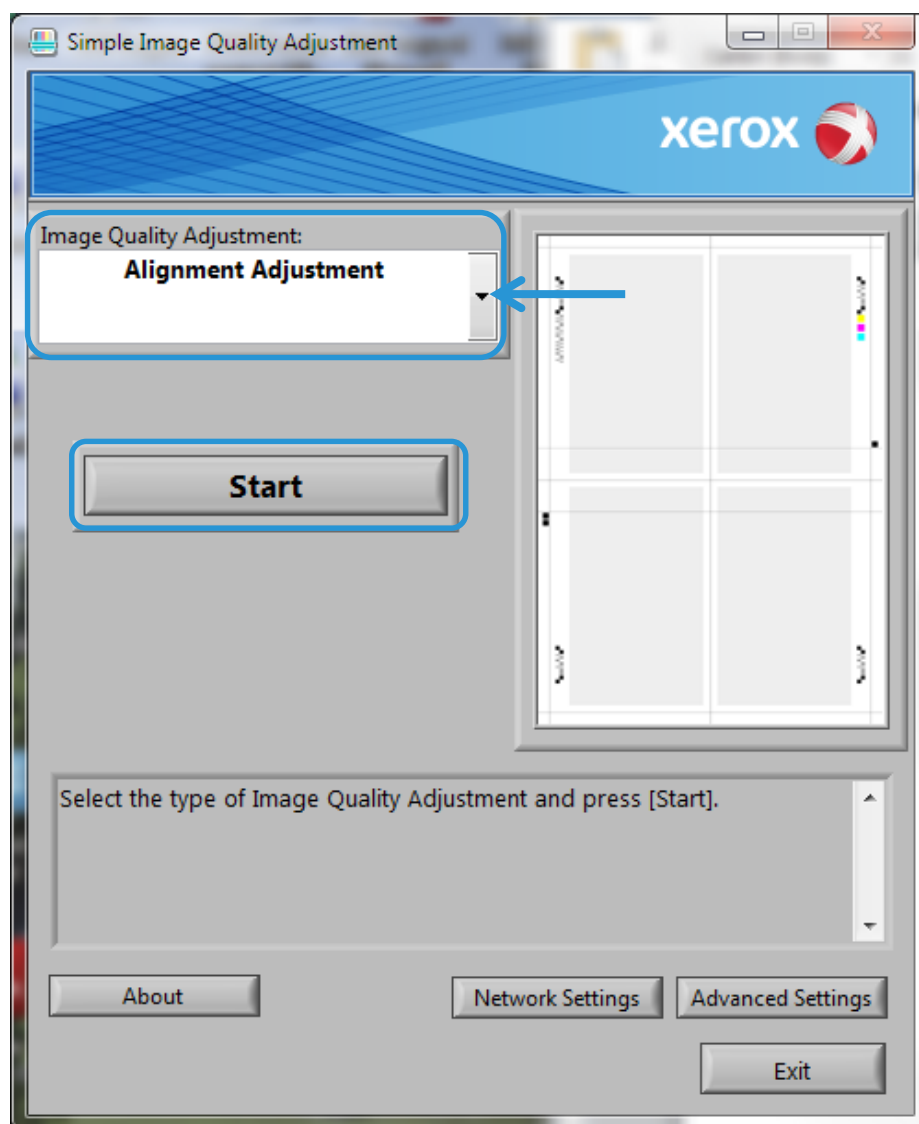 Simple Image Quality Adjustment
xerox
Image Quality Adjustment:
Alignment Adjustment
Start
Select the type of Image Quality Adjustment and press [Start].
About
Network Settings
Advanced Settings
Exit